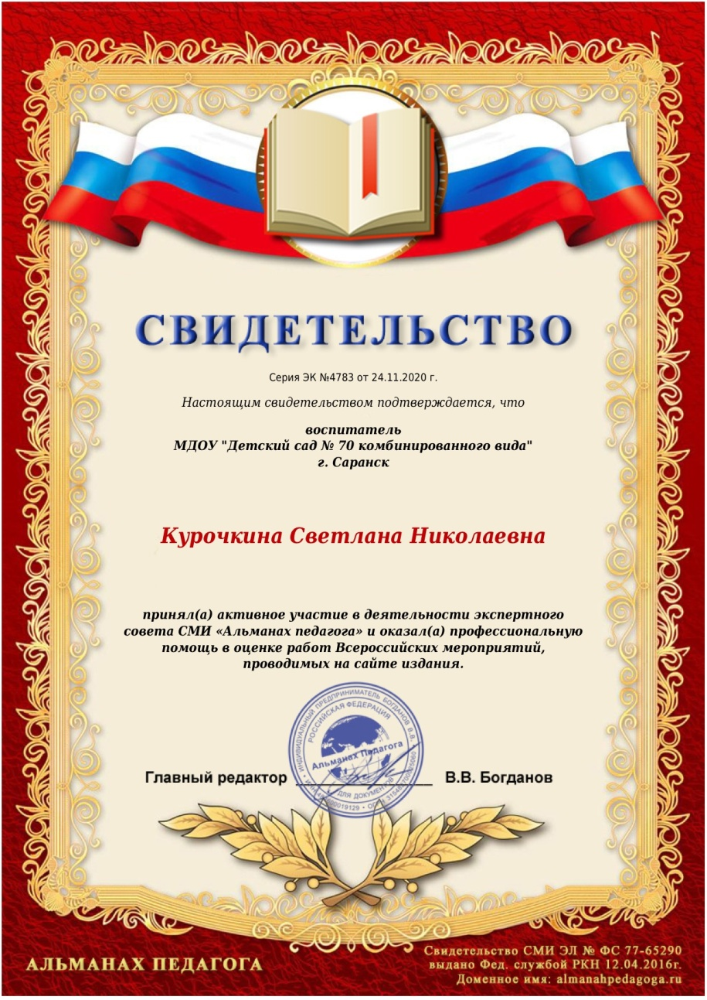 СВИДЕТЕЛЬСТВО
Серия ЭК №4783 от 24.11.2020 г.
Настоящим свидетельством подтверждается, что
воспитатель
МДОУ "Детский сад № 70 комбинированного вида"
г. Саранск
Курочкина Светлана Николаевна
принял(а) активное участие в деятельности экспертного
совета СМИ «Альманах педагога» и оказал(а) профессиональную
помощь в оценке работ Всероссийских мероприятий,
проводимых на сайте издания.
ИНДИВИДУАЛЬНЫЙ ПРЕДПРИНИМАТЕЛЬ БОГДАНОВ В.В.
РОССИЙСКАЯ ФЕДЕРАЦИЯ
Альманах Педагога
ДЛЯ ДОКУМЕНТОВ
Главный редактор В.В. Богданов
АЛЬМАНАХ ПЕДАГОГА
Свидетельство СМИ ЭЛ № ФС 77-65290
выдано Фед. службой РКН 12.04.2016г.
Доменное имя: almanahpedagoga.ru